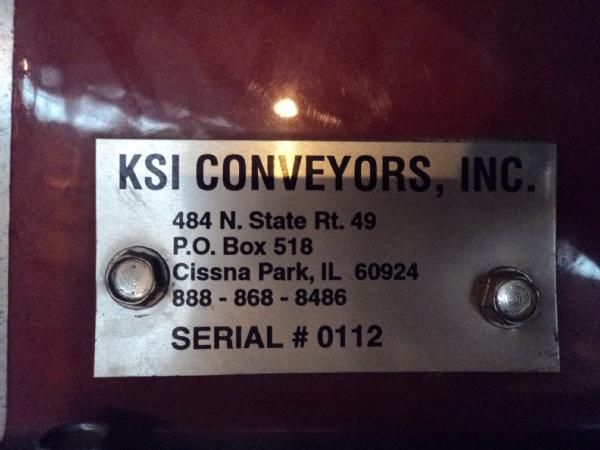 KSI CONVEYORS, INC.
484 N. State Rt. 49
P.O. Box 518
Cissna Park, IL 60924
888 - 868 - 8486
SERIAL # 0112